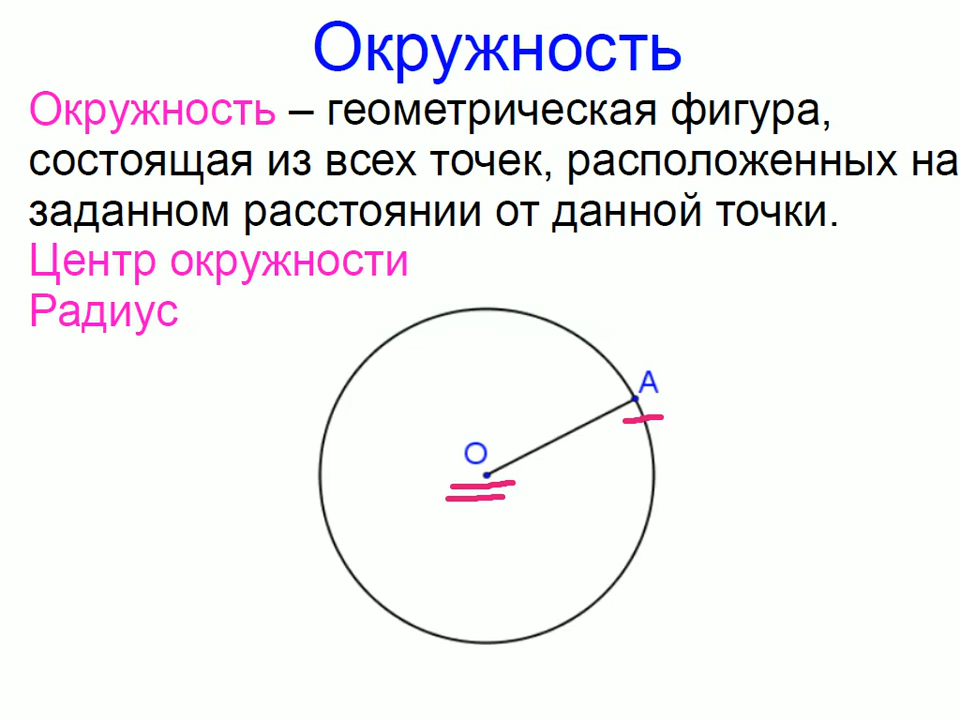 Окружность
Окружность – геометрическая фигура,
состоящая из всех точек, расположенных на
заданном расстоянии от данной точки.
Центр окружности
Радиус
A
O